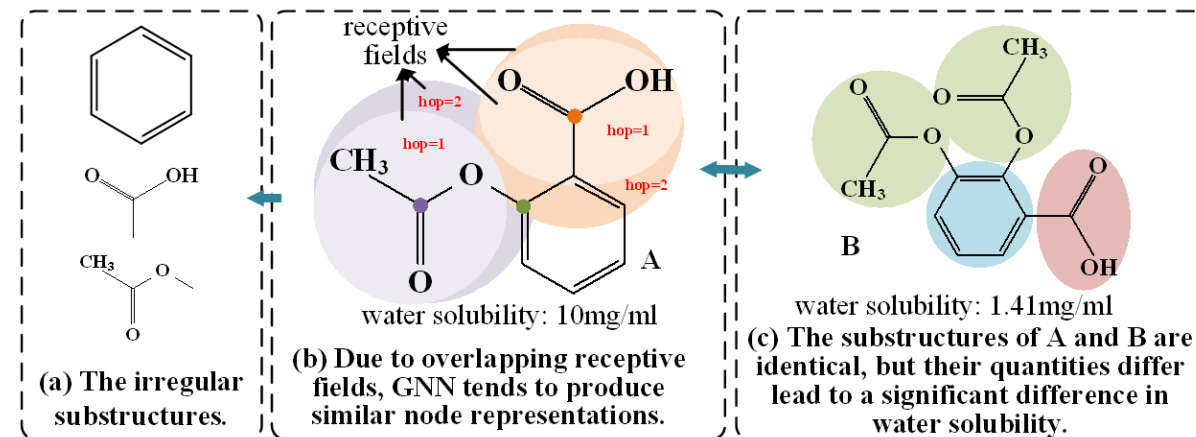 O
OH
CH3
O
O
(a) The irregular
substructures.
receptive
fields
hop=2
hop=1
O
OH
hop=1
hop=2
CH3
O
O
A
water solubility: 10mg/ml
(b) Due to overlapping receptive
fields, GNN tends to produce
similar node representations.
CH3
O
O
O
O
CH3
O
B
OH
water solubility: 1.41mg/ml
(c) The substructures of A and B are
identical, but their quantities differ
lead to a significant difference in
water solubility.